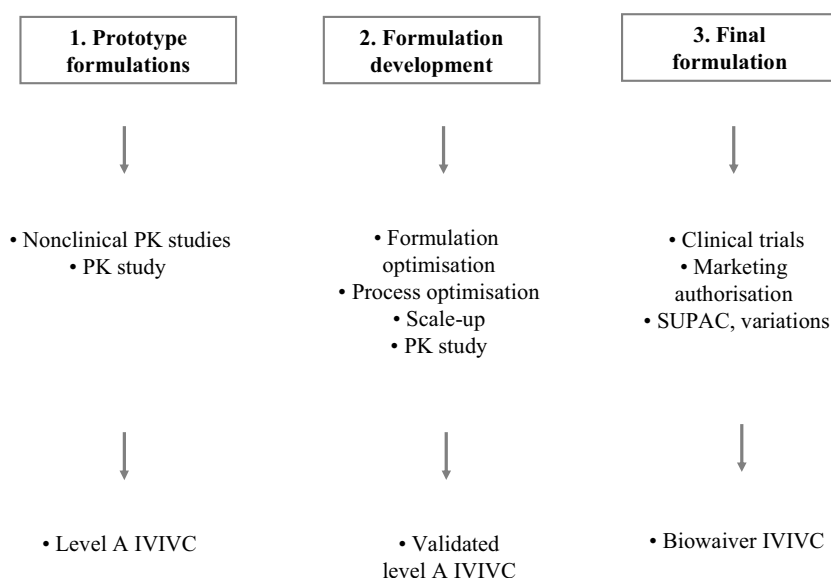 1. Prototype
formulations
• Nonclinical PK studies
• PK study
• Level A IVIVC
2. Formulation
development
• Formulation
optimisation
• Process optimisation
• Scale-up
• PK study
• Validated
level A IVIVC
3. Final
formulation
• Clinical trials
• Marketing
authorisation
• SUPAC, variations
• Biowaiver IVIVC